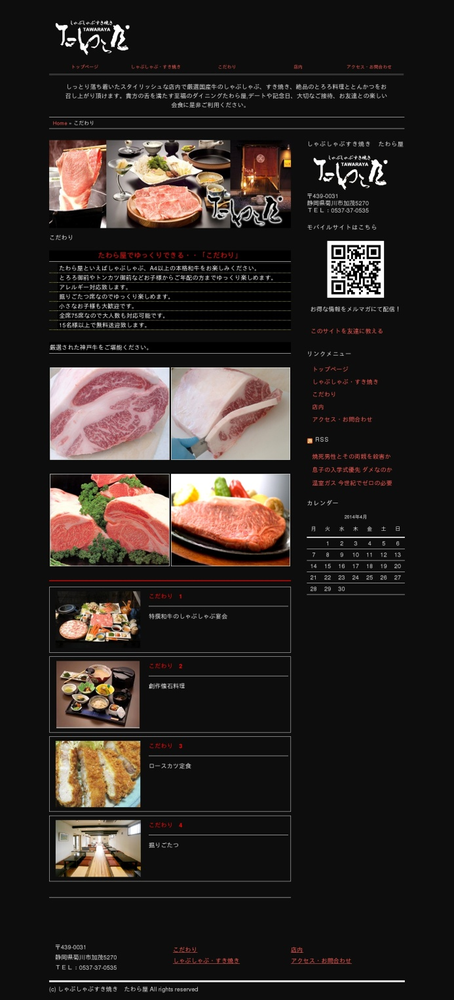 しゃぶしゃぶすき焼き
TAWARAYA
たわら屋
トップページ しゃぶしゃぶ・すき焼き こだわり 店内 アクセス・お問合わせ
しっとり落ち着いたスタイリッシュな店内で厳選国産牛のしゃぶしゃぶ、すき焼き、絶品のとろろ料理ととんかつをお
召し上がり頂けます。貴方の舌を満たす至福のダイニングたわら屋,デートや記念日、大切なご接待、お友達との楽しい
会食に是非ご利用ください。
Home » こだわり
たわら屋
こだわり
たわら屋でゆっくりできる・・「こだわり」
たわら屋といえばしゃぶしゃぶ、A4以上の本格和牛をお楽しみください。
とろろ御前やトンカツ御前などお子様からご年配の方までゆっくり楽しめます。
アレルギー対応致します。
掘りごたつ席なのでゆっくり楽しめます。
小さなお子様も大歓迎です。
全席75席なので大人数も対応可能です。
15名様以上で無料送迎致します。
厳選された神戸牛をご堪能ください。
こだわり 1
特撰和牛のしゃぶしゃぶ宴会
こだわり 2
創作懐石料理
こだわり 3
ロースカツ定食
こだわり 4
掘りごたつ
しゃぶしゃぶすき焼き たわら屋
しゃぶしゃぶすき焼き
TAWARAYA
たわら屋
〒439-0031
静岡県菊川市加茂5270
ＴＥＬ：0537-37-0535
モバイルサイトはこちら
お得な情報をメルマガにて配信！
このサイトを友達に教える
リンクメニュー
トップページ
しゃぶしゃぶ・すき焼き
こだわり
店内
アクセス・お問合わせ
RSS
焼死男性とその両親を殺害か
息子の入学式優先 ダメなのか
温室ガス 今世紀でゼロの必要
カレンダー
2014年4月
月 火 水 木 金 土 日
1 2 3 4 5 6
7 8 9 10 11 12 13
14 15 16 17 18 19 20
21 22 23 24 25 26 27
28 29 30
〒439-0031
静岡県菊川市加茂5270
ＴＥＬ：0537-37-0535
こだわり
しゃぶしゃぶ・すき焼き
店内
アクセス・お問合わせ
(c) しゃぶしゃぶすき焼き たわら屋 All rights reserved